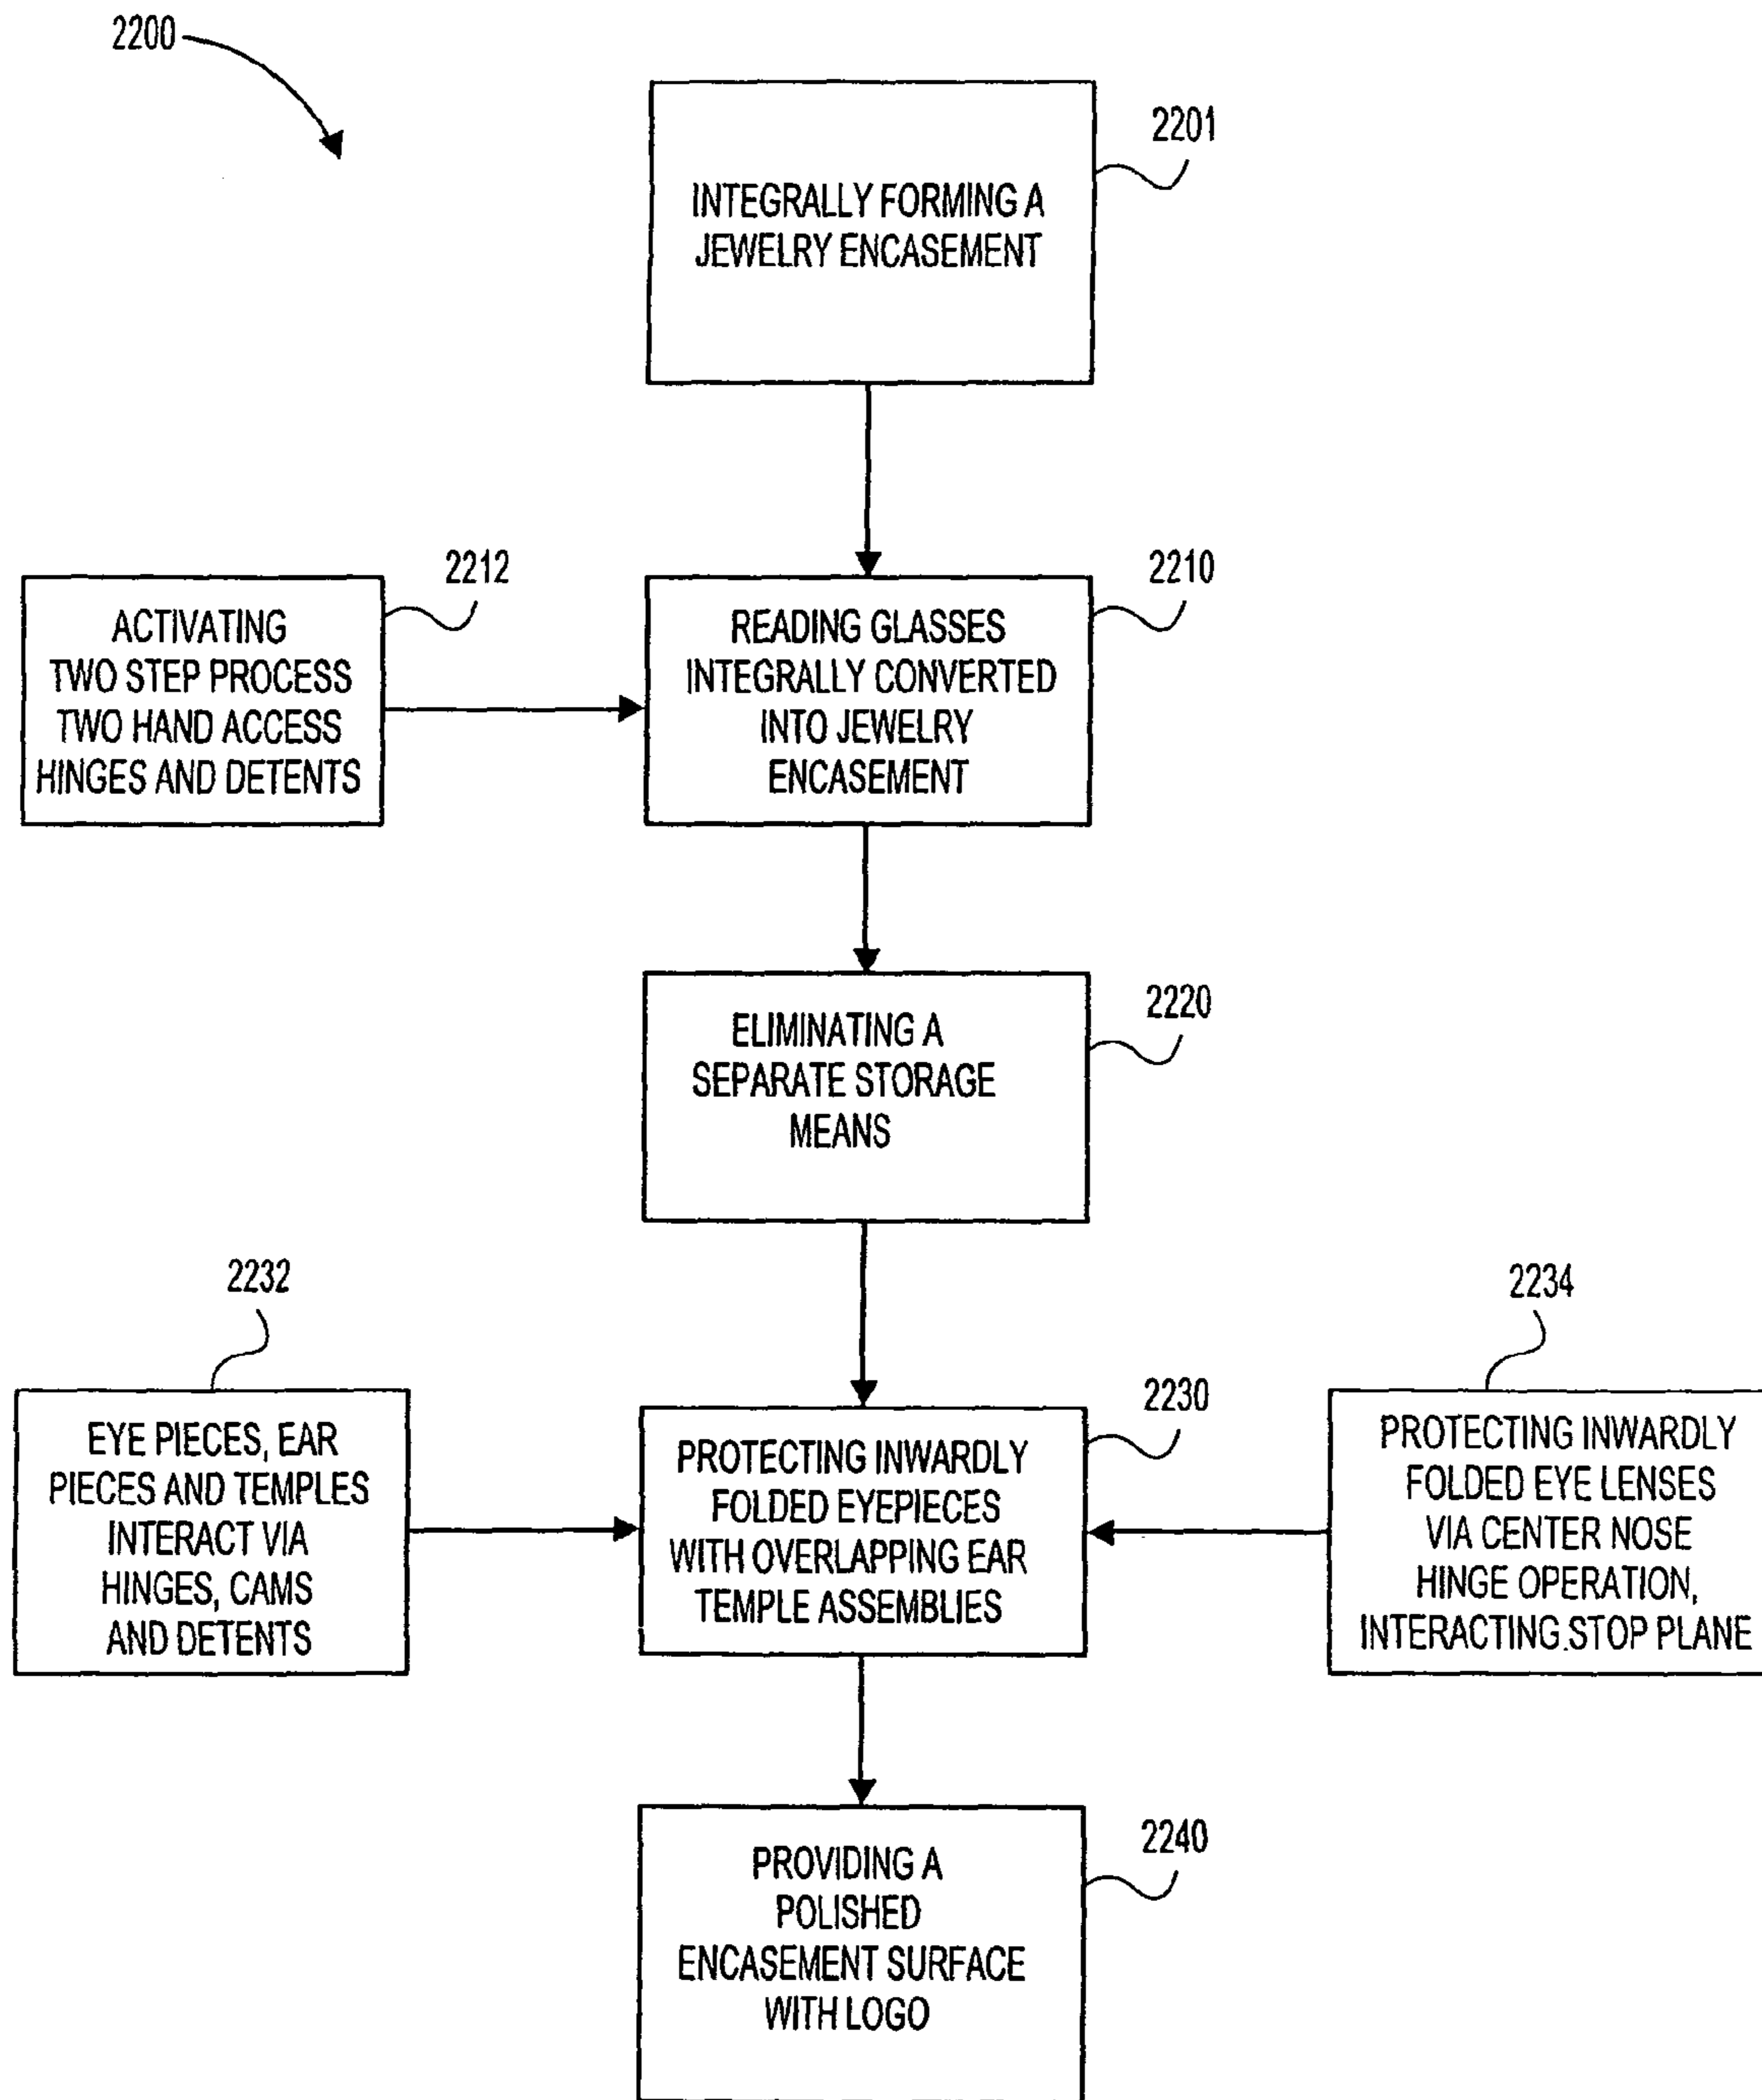 2200
2201
INTEGRALLY FORMING A
JEWELRY ENCASEMENT
2212
ACTIVATING
TWO STEP PROCESS
TWO HAND ACCESS
HINGES AND DETENTS
2210
READING GLASSES
INTEGRALLY CONVERTED
INTO JEWELRY
ENCASEMENT
2220
ELIMINATING A
SEPARATE STORAGE
MEANS
2232
EYE PIECES, EAR
PIECES AND TEMPLES
INTERACT VIA
HINGES, CAMS
AND DETENTS
2230
PROTECTING INWARDLY
FOLDED EYEPIECES
WITH OVERLAPPING EAR
TEMPLE ASSEMBLIES
2234
PROTECTING INWARDLY
FOLDED EYE LENSES
VIA CENTER NOSE
HINGE OPERATION,
INTERACTING.STOP PLANE
2240
PROVIDING A
POLISHED
ENCASEMENT SURFACE
WITH LOGO